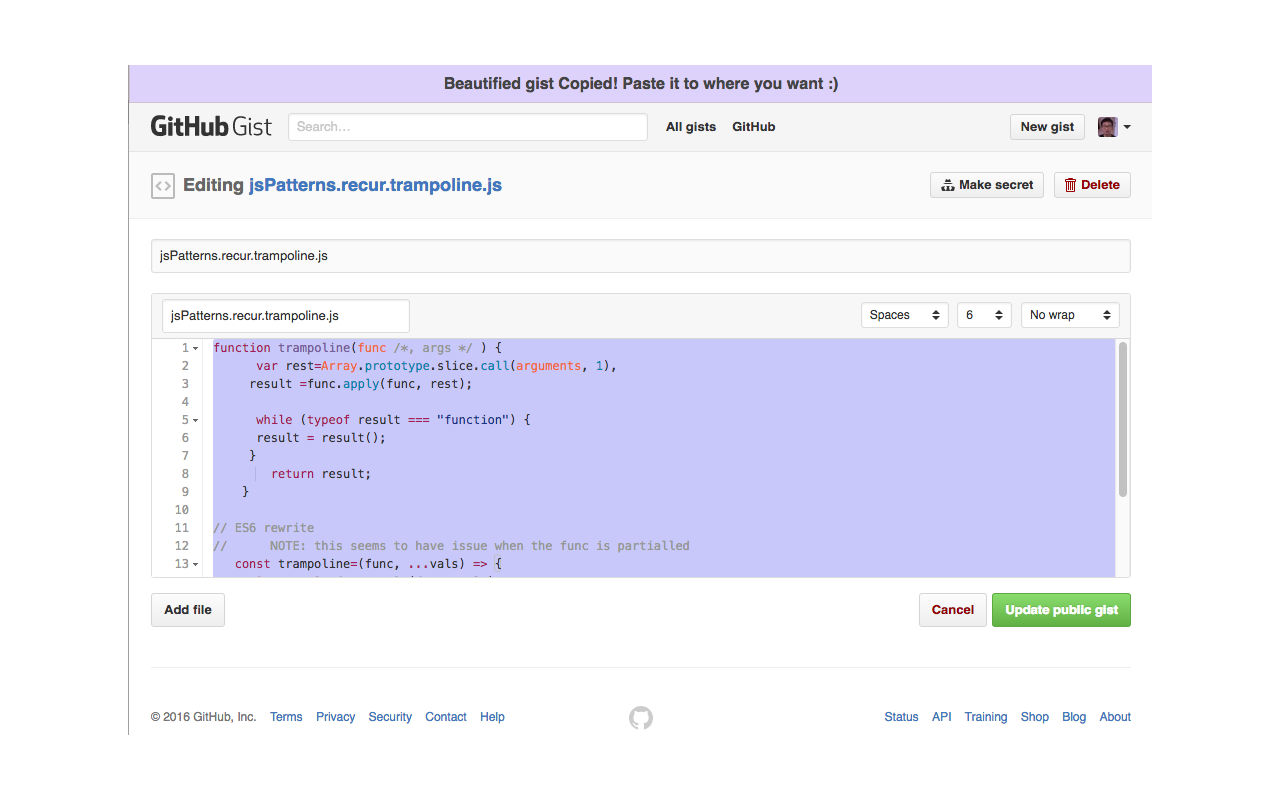 Beautified gist Copied! Paste it to where you want :)
GitHub Gist Search... All gists GitHub New gist
Editing jsPatterns.recur.trampoline.js Make secret Delete
jsPatterns.recur.trampoline.js
jsPatterns.recur.trampoline.js Spaces 6 No wrap
1 function trampoline(func /*, args */ ) {
2       var rest=Array.prototype.slice.call(arguments, 1),
3      result =func.apply(func, rest);
4
5       while (typeof result === "function") {
6       result = result();
7      }
8         return result;
9     }
10
11 // ES6 rewrite
12 //      NOTE: this seems to have issue when the func is partialled
13    const trampoline=(func, ...vals) => {
Add file Cancel Update public gist
© 2016 GitHub, Inc. Terms Privacy Security Contact Help Status API Training Shop Blog About